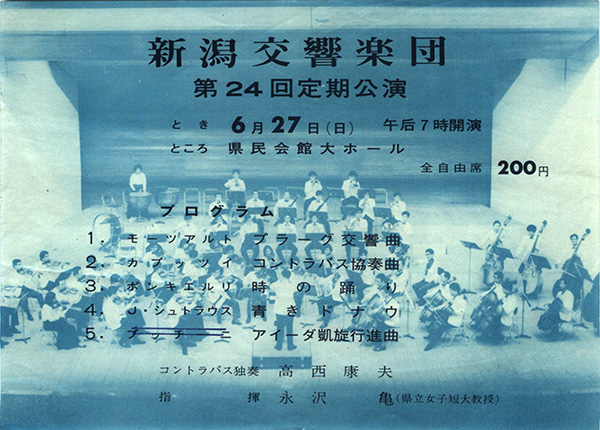 新潟交響楽団
第24回定期公演
とき 6月27日(日) 午后7時開演
ところ 県民会館大ホール
全自由席 200円
プログラム
1. モーツアルト プラーグ交響曲
2. カプッツイ コントラバス協奏曲
3. ポンキエルリ 時の踊り
4. J・シュトラウス 青きドナウ
5. プッチーニ アイーダ凱旋行進曲
コントラバス独奏 高西康夫
指揮 永沢亀(県立女子短大教授)